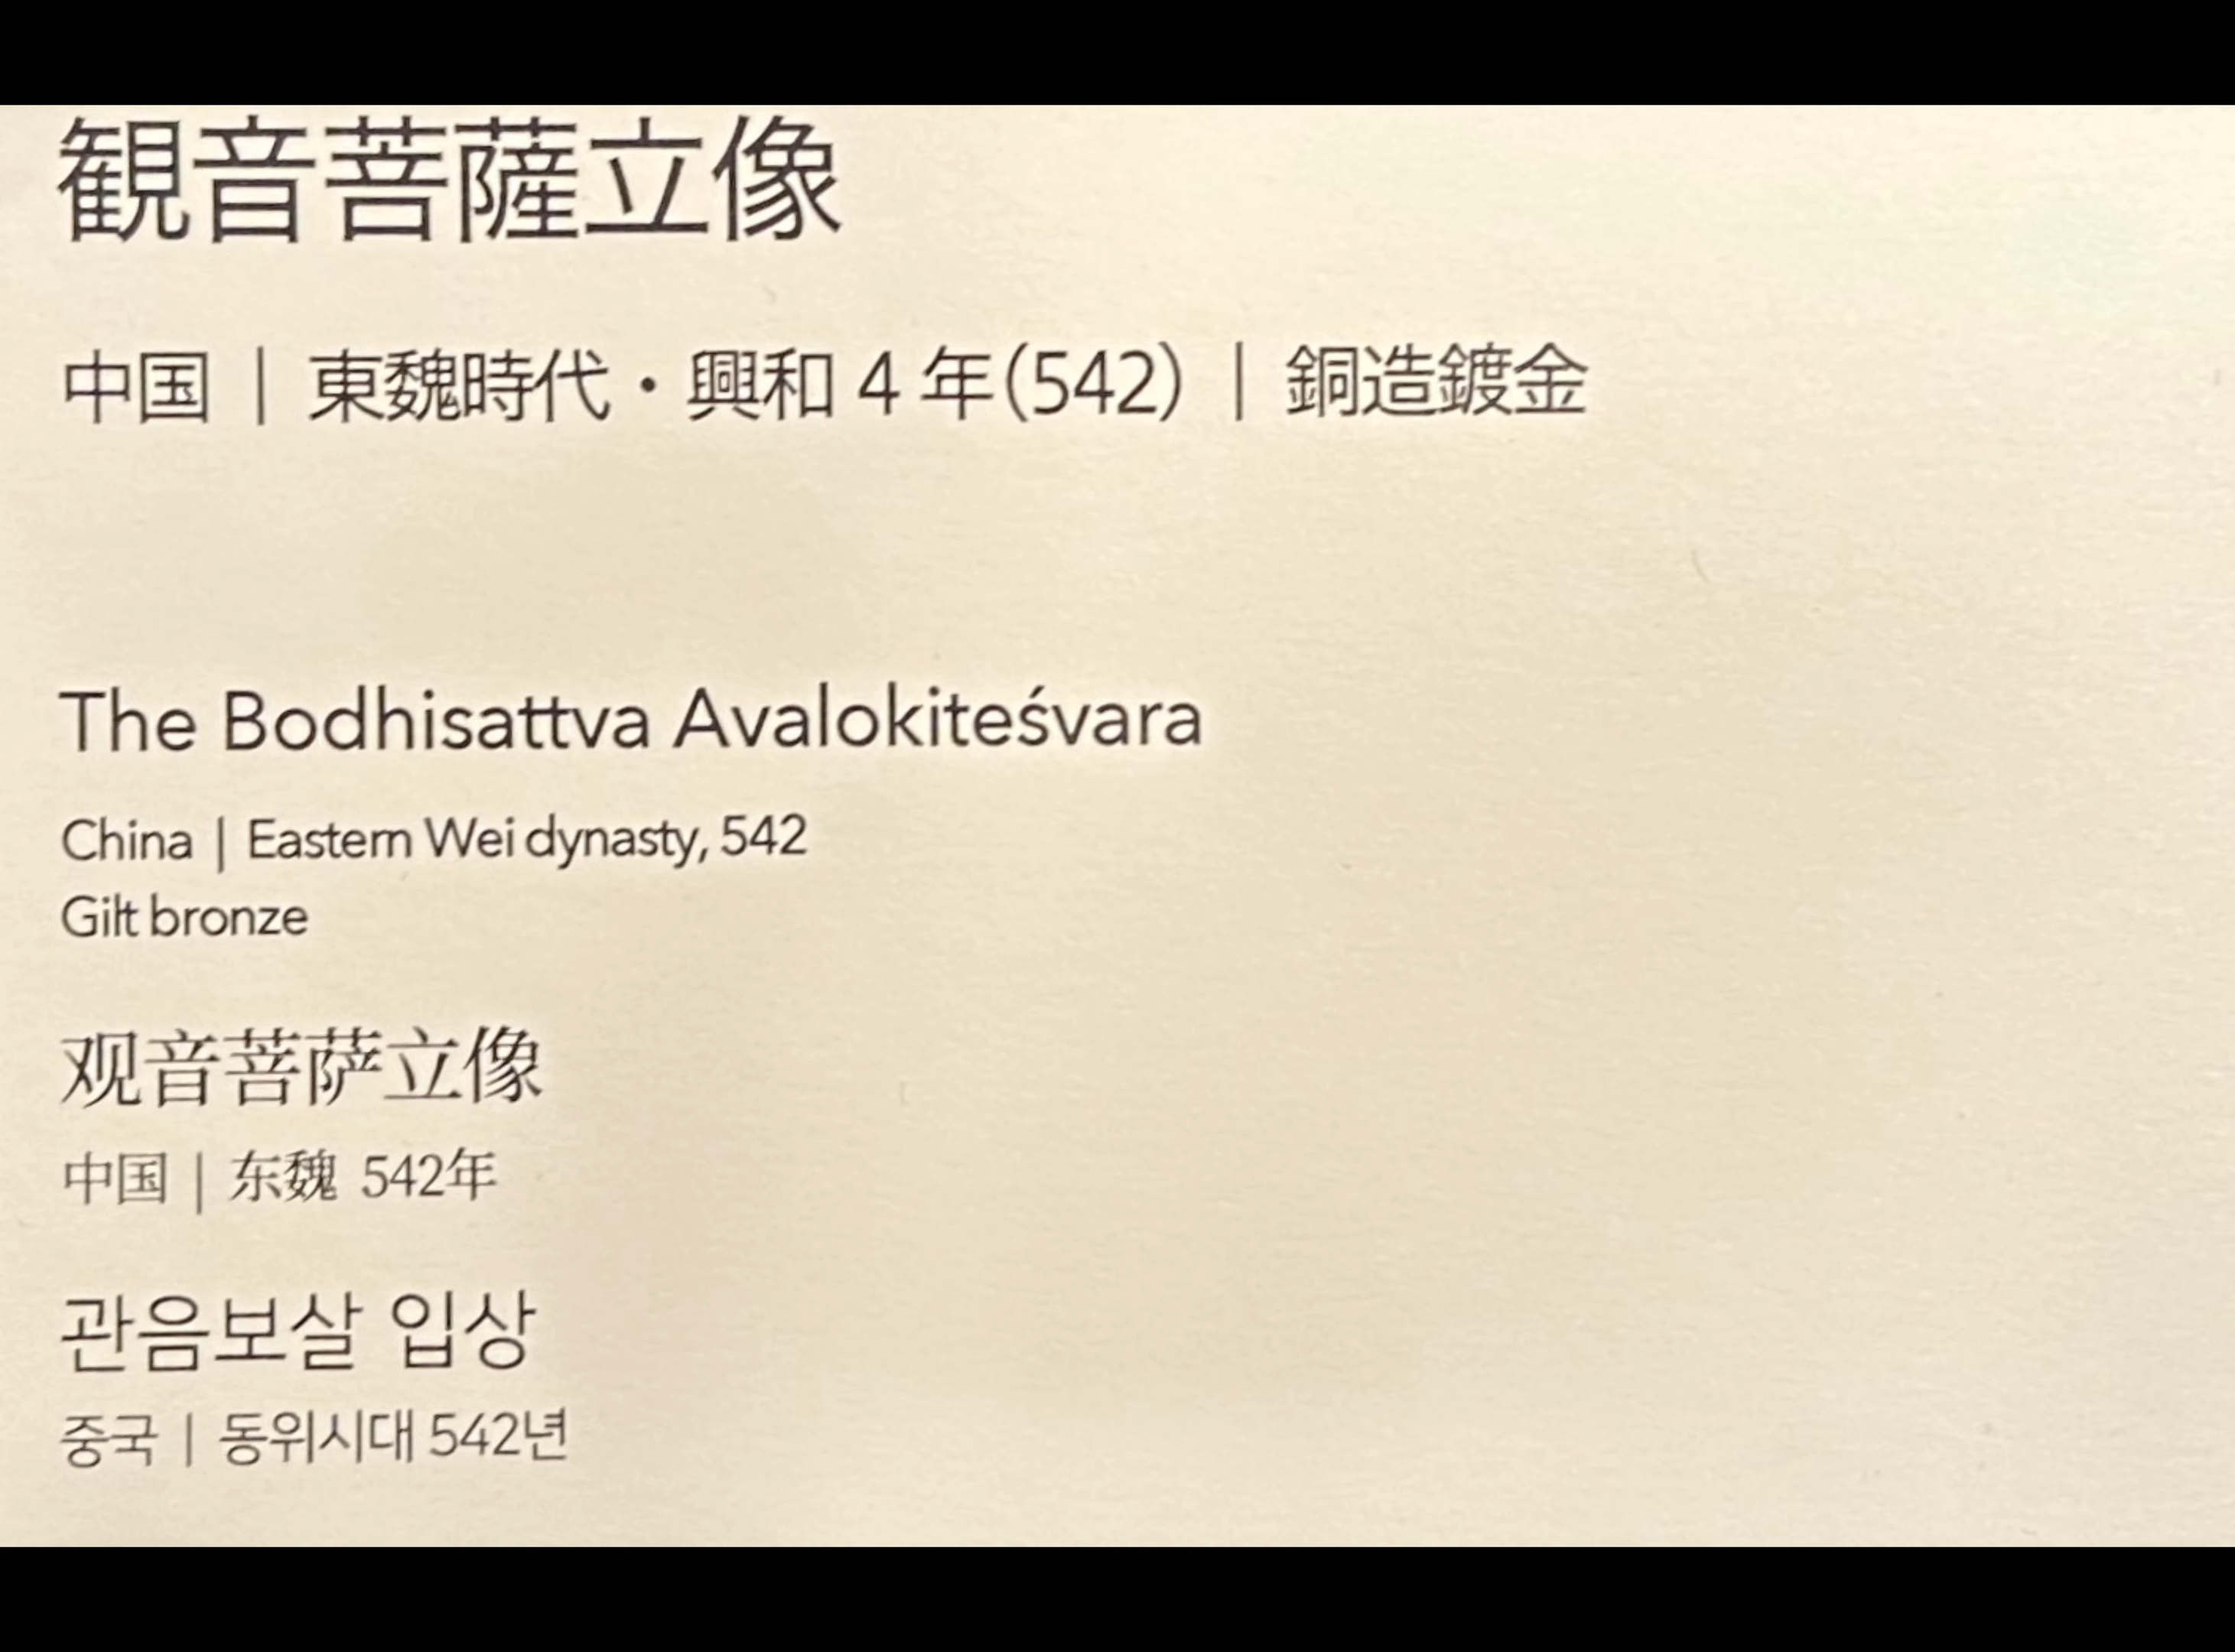 観音菩薩立像
中国｜東魏時代・興和 4 年(542)｜銅造鍍金
The Bodhisattva Avalokiteśvara
China | Eastern Wei dynasty, 542
Gilt bronze
观音菩萨立像
中国 | 东魏 542年
관음보살 입상
중국 | 동위시대 542년